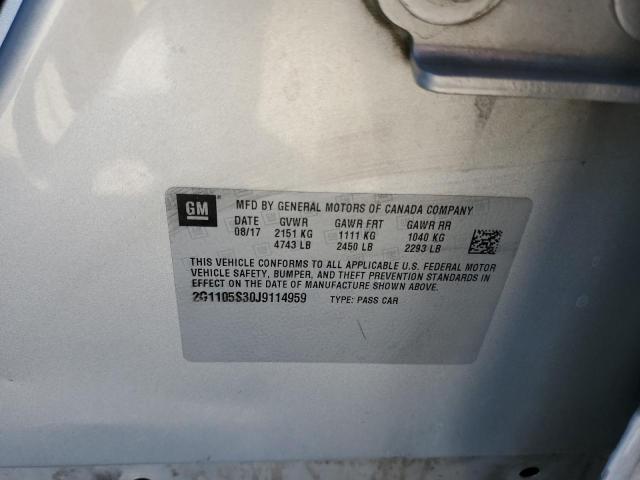 GM
MFD BY GENERAL MOTORS OF CANADA COMPANY
DATE GVWR GAWR FRT GAWR RR
08/17 2151 KG 1111 KG 1040 KG
4743 LB 2450 LB 2293 LB
THIS VEHICLE CONFORMS TO ALL APPLICABLE U.S. FEDERAL MOTOR
VEHICLE SAFETY, BUMPER, AND THEFT PREVENTION STANDARDS IN
EFFECT ON THE DATE OF MANUFACTURE SHOWN ABOVE.
2G1105S30J9114959 TYPE: PASS CAR